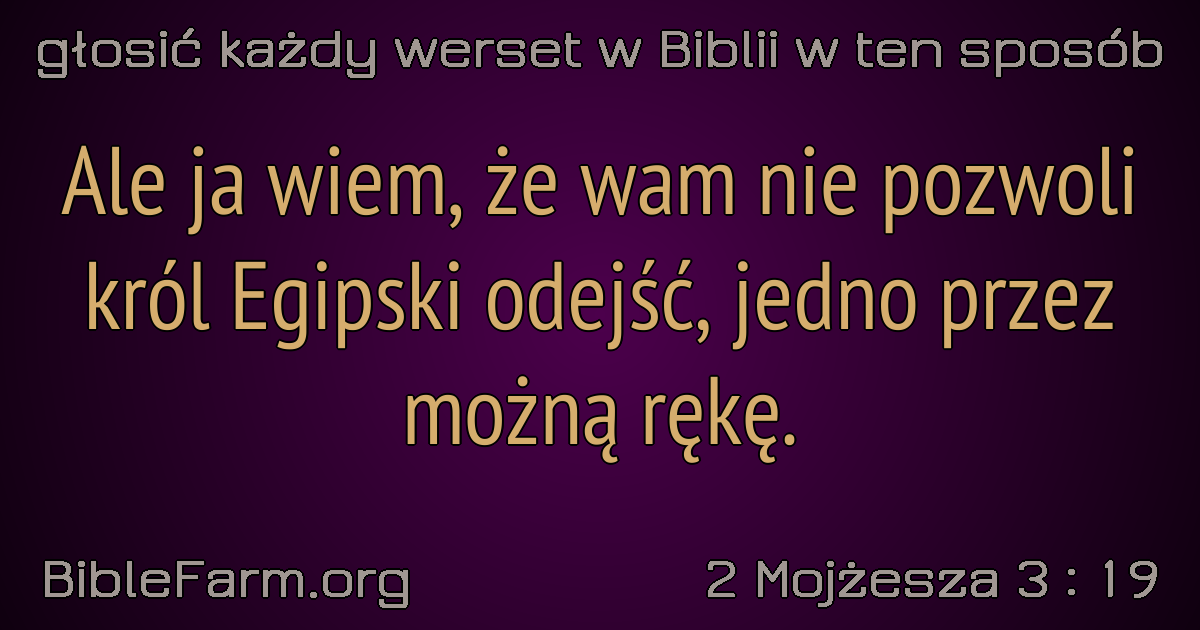 głosić każdy werset w Biblii w ten sposób
Ale ja wiem, że wam nie pozwoli
król Egipski odejść, jedno przez
możną rękę.
BibleFarm.org
2 Mojżesza 3 : 19